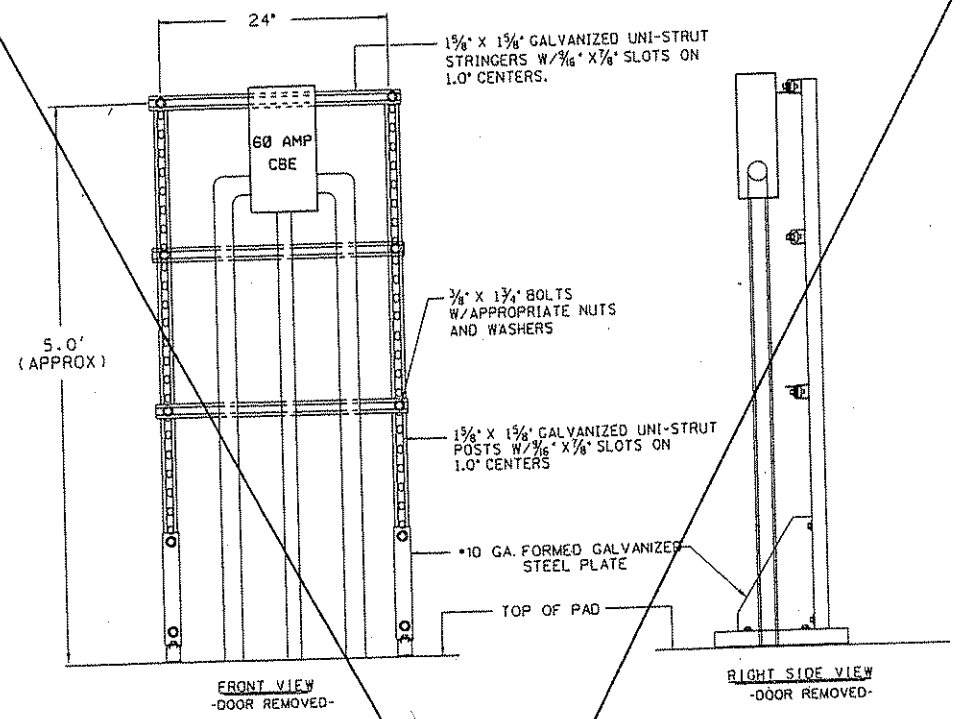 24"
1⅝" X 1⅝" GALVANIZED UNI-STRUT
STRINGERS W/9⁄16" X⅞" SLOTS ON
1.0" CENTERS.
60 AMP
CBE
⅜" X 1¾" BOLTS
W/APPROPRIATE NUTS
AND WASHERS
5.0'
(APPROX)
1⅝" X 1⅝" GALVANIZED UNI-STRUT
POSTS W/9⁄16" X⅞" SLOTS ON
1.0" CENTERS
•10 GA. FORMED GALVANIZED
STEEL PLATE
TOP OF PAD
FRONT VIEW
-DOOR REMOVED-
RIGHT SIDE VIEW
-DOOR REMOVED-